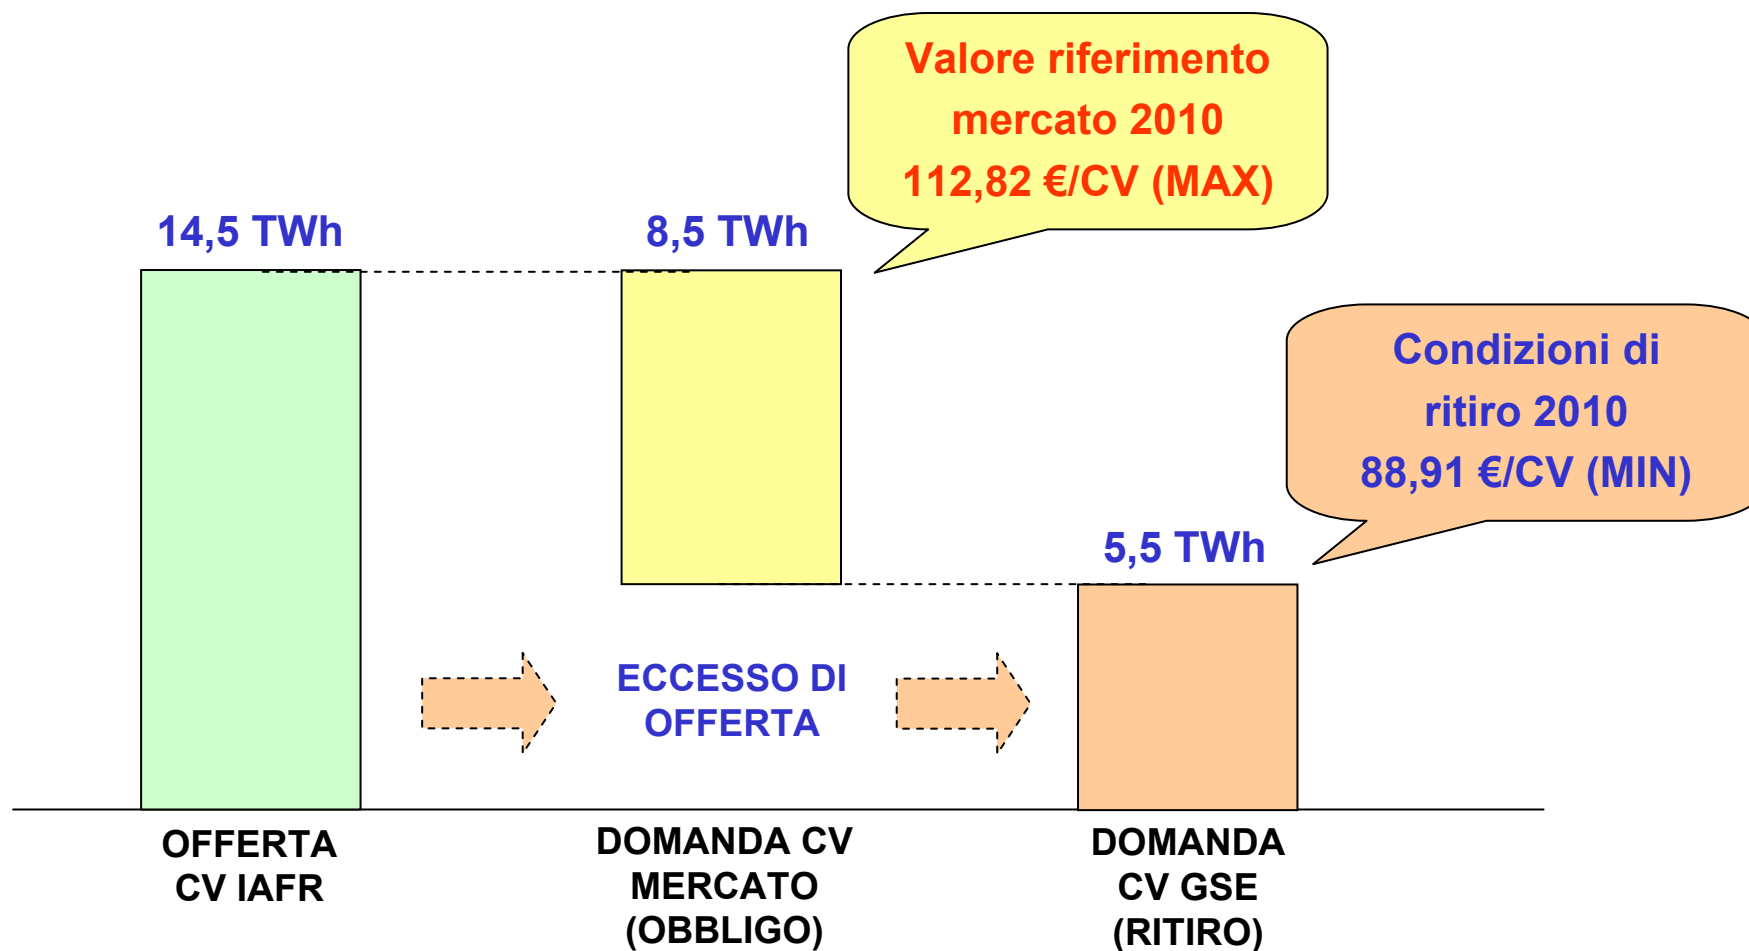 Valore riferimento
mercato 2010
112,82 €/CV (MAX)
14,5 TWh
8,5 TWh
Condizioni di
ritiro 2010
88,91 €/CV (MIN)
5,5 TWh
ECCESSO DI
OFFERTA
OFFERTA
CV IAFR
DOMANDA CV
MERCATO
(OBBLIGO)
DOMANDA
CV GSE
(RITIRO)